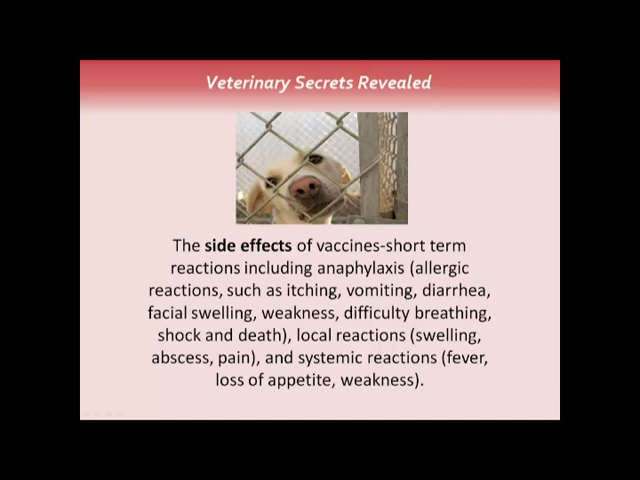 Veterinary Secrets Revealed
The side effects of vaccines-short term
reactions including anaphylaxis (allergic
reactions, such as itching, vomiting, diarrhea,
facial swelling, weakness, difficulty breathing,
shock and death), local reactions (swelling,
abscess, pain), and systemic reactions (fever,
loss of appetite, weakness).